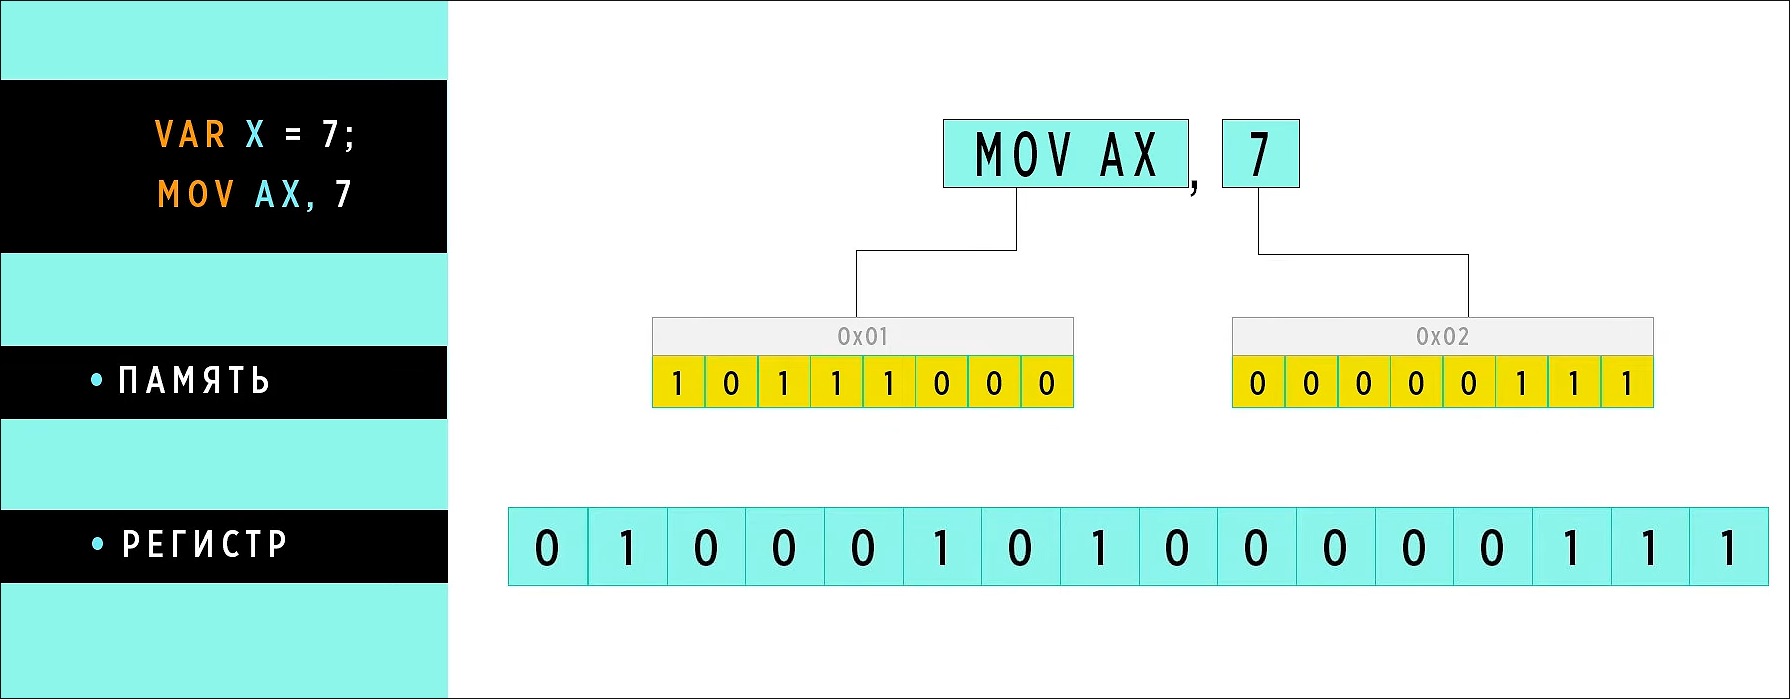 VAR X = 7;
MOV AX, 7
• ПАМЯТЬ
• РЕГИСТР
MOV AX, 7
0x01 0x02
1 0 1 1 1 0 0 0 0 0 0 0 0 1 1 1
0 1 0 0 0 1 0 1 0 0 0 0 0 1 1 1